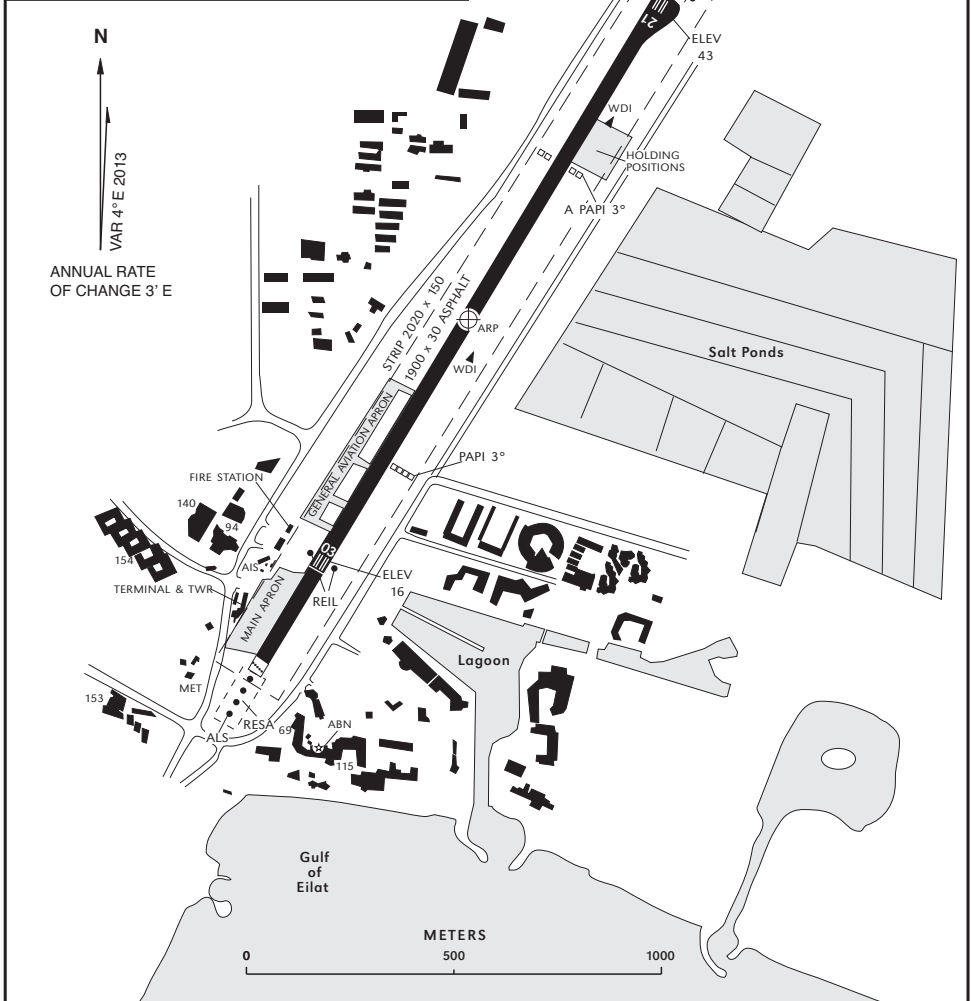 21
ELEV
43
N
WDI
HOLDING
POSITIONS
VAR 4° E 2013
A PAPI 3°
ANNUAL RATE
OF CHANGE 3' E
STRIP 2020 x 150
1900 x 30 ASPHALT
ARP
WDI
Salt Ponds
GENERAL AVIATION APRON
PAPI 3°
FIRE STATION
140
94
03
154
AIS
ELEV
16
TERMINAL & TWR
REIL
MAIN APRON
Lagoon
MET
153
RESA
69
ABN
ALS
115
Gulf
of
Eilat
METERS
0 500 1000